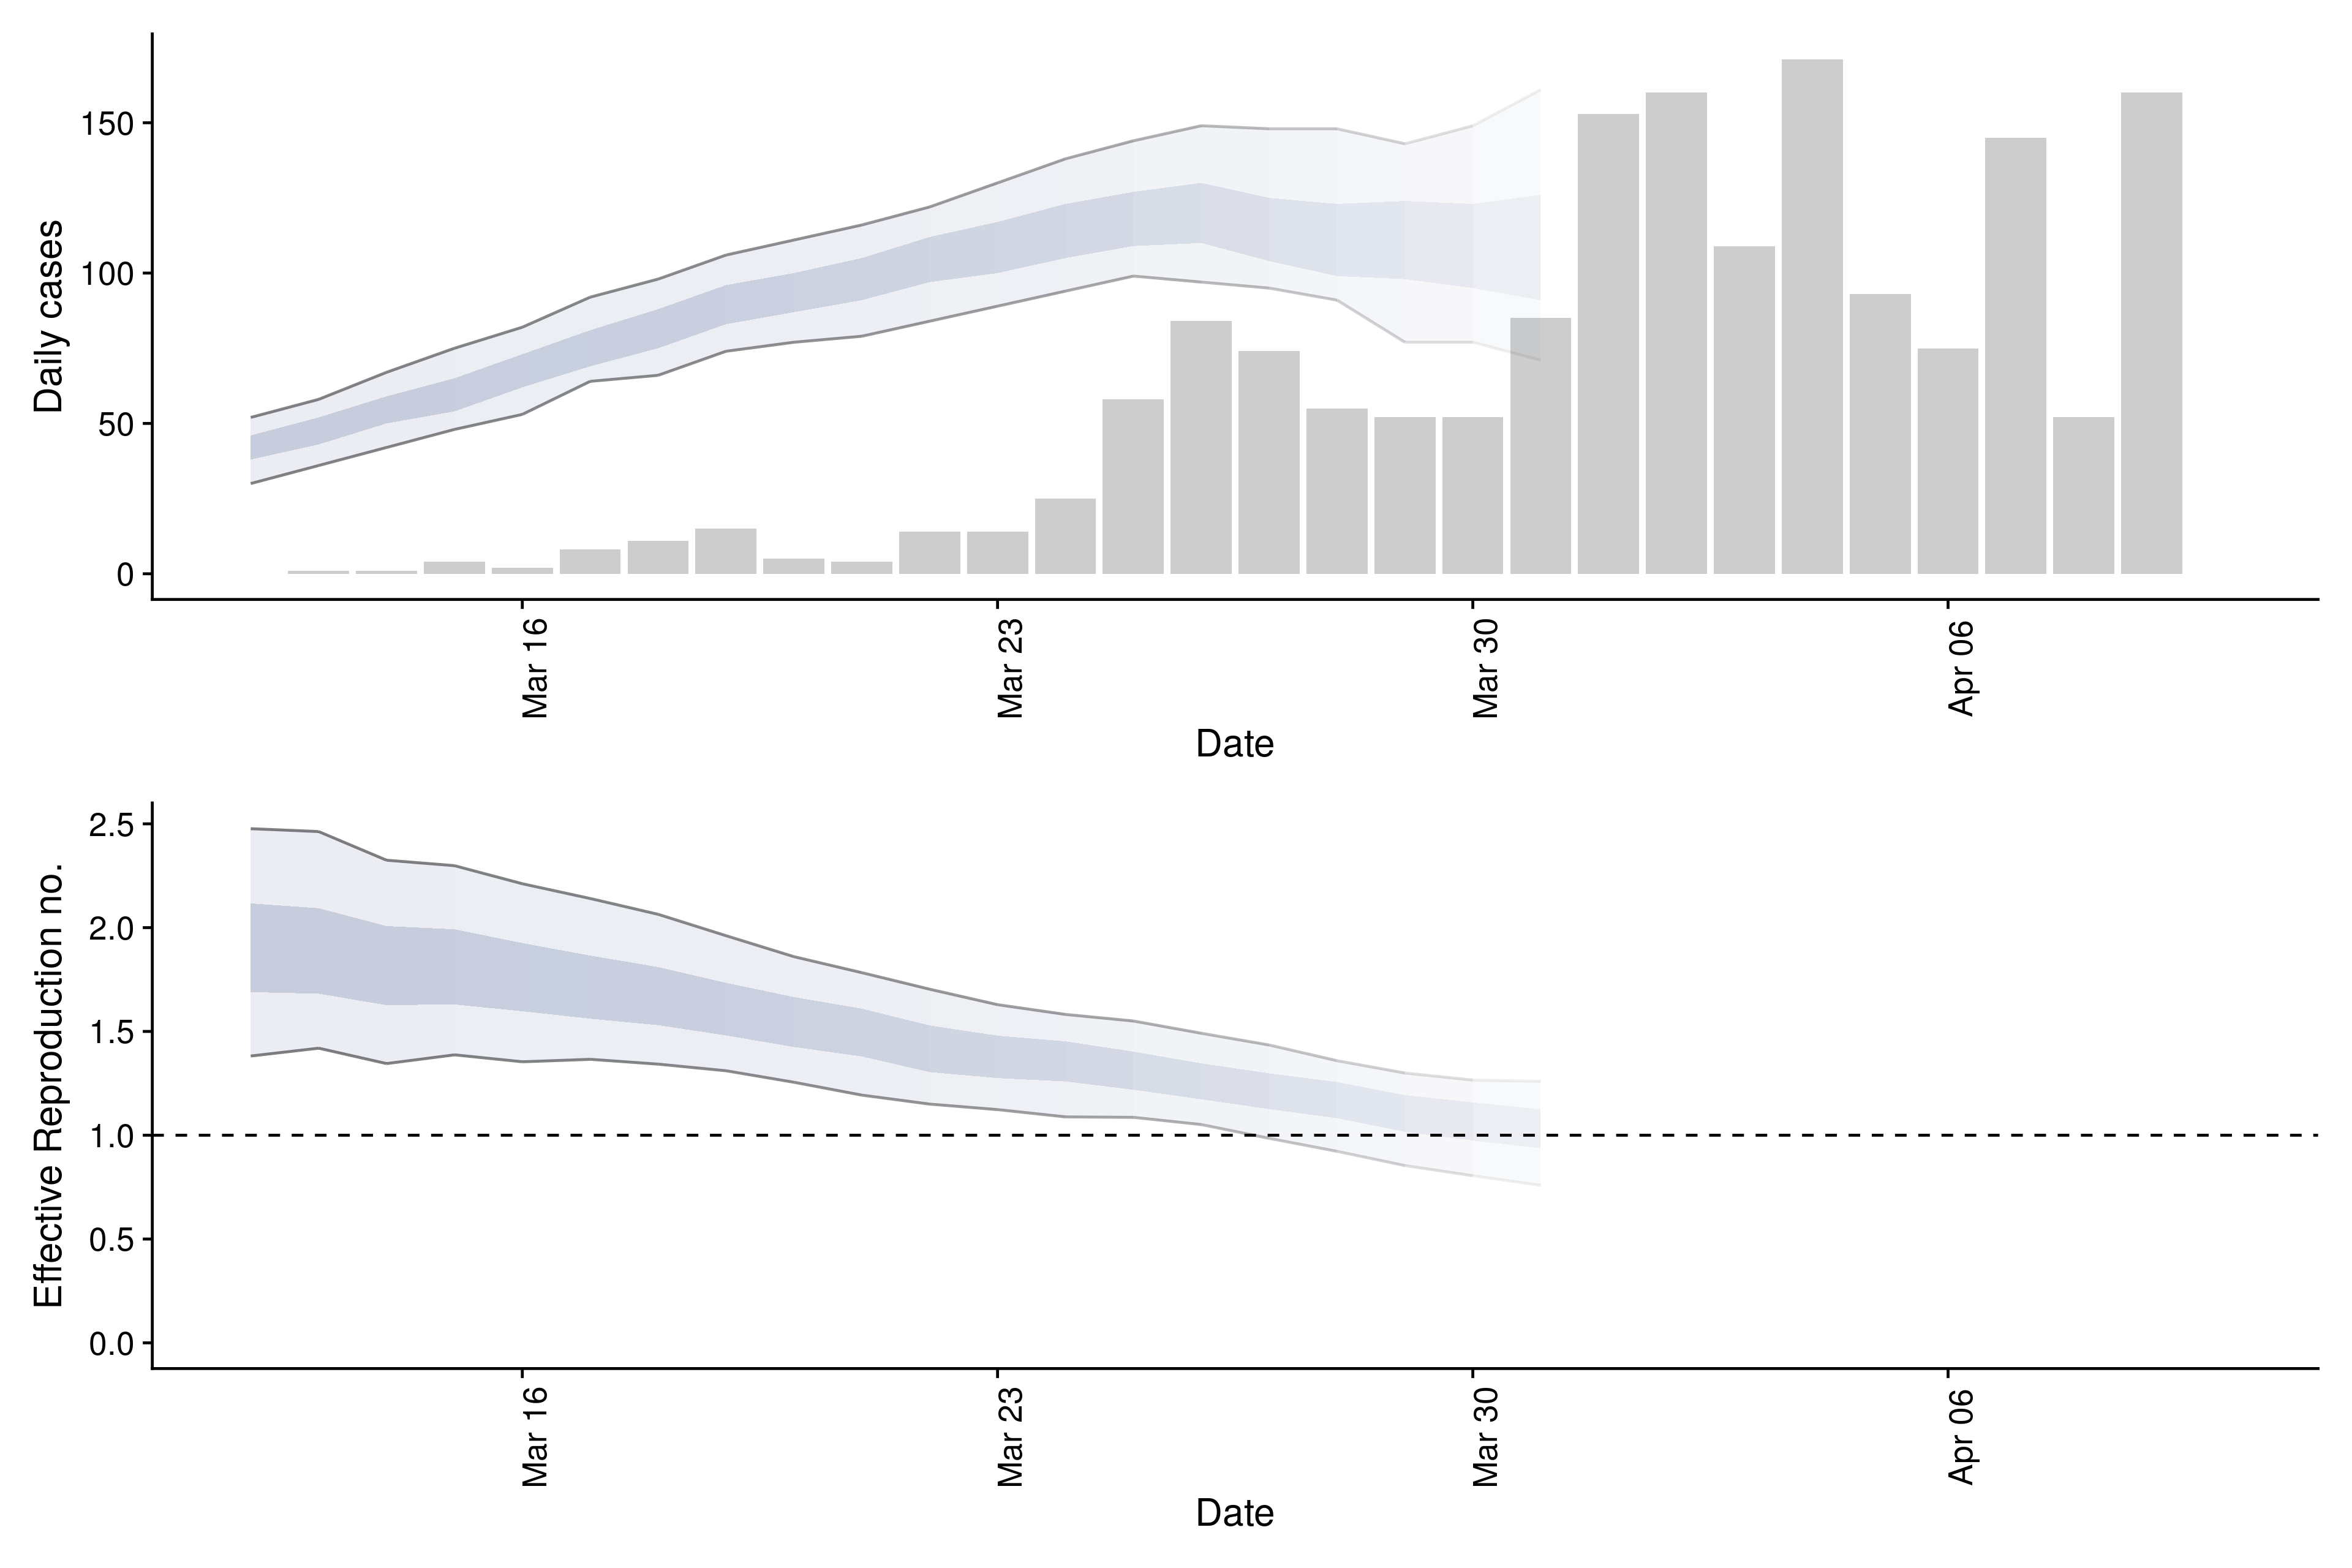 Daily cases
150
100
50
0
Mar 16
Mar 23
Mar 30
Apr 06
Date
Effective Reproduction no.
2.5
2.0
1.5
1.0
0.5
0.0
Mar 16
Mar 23
Mar 30
Apr 06
Date